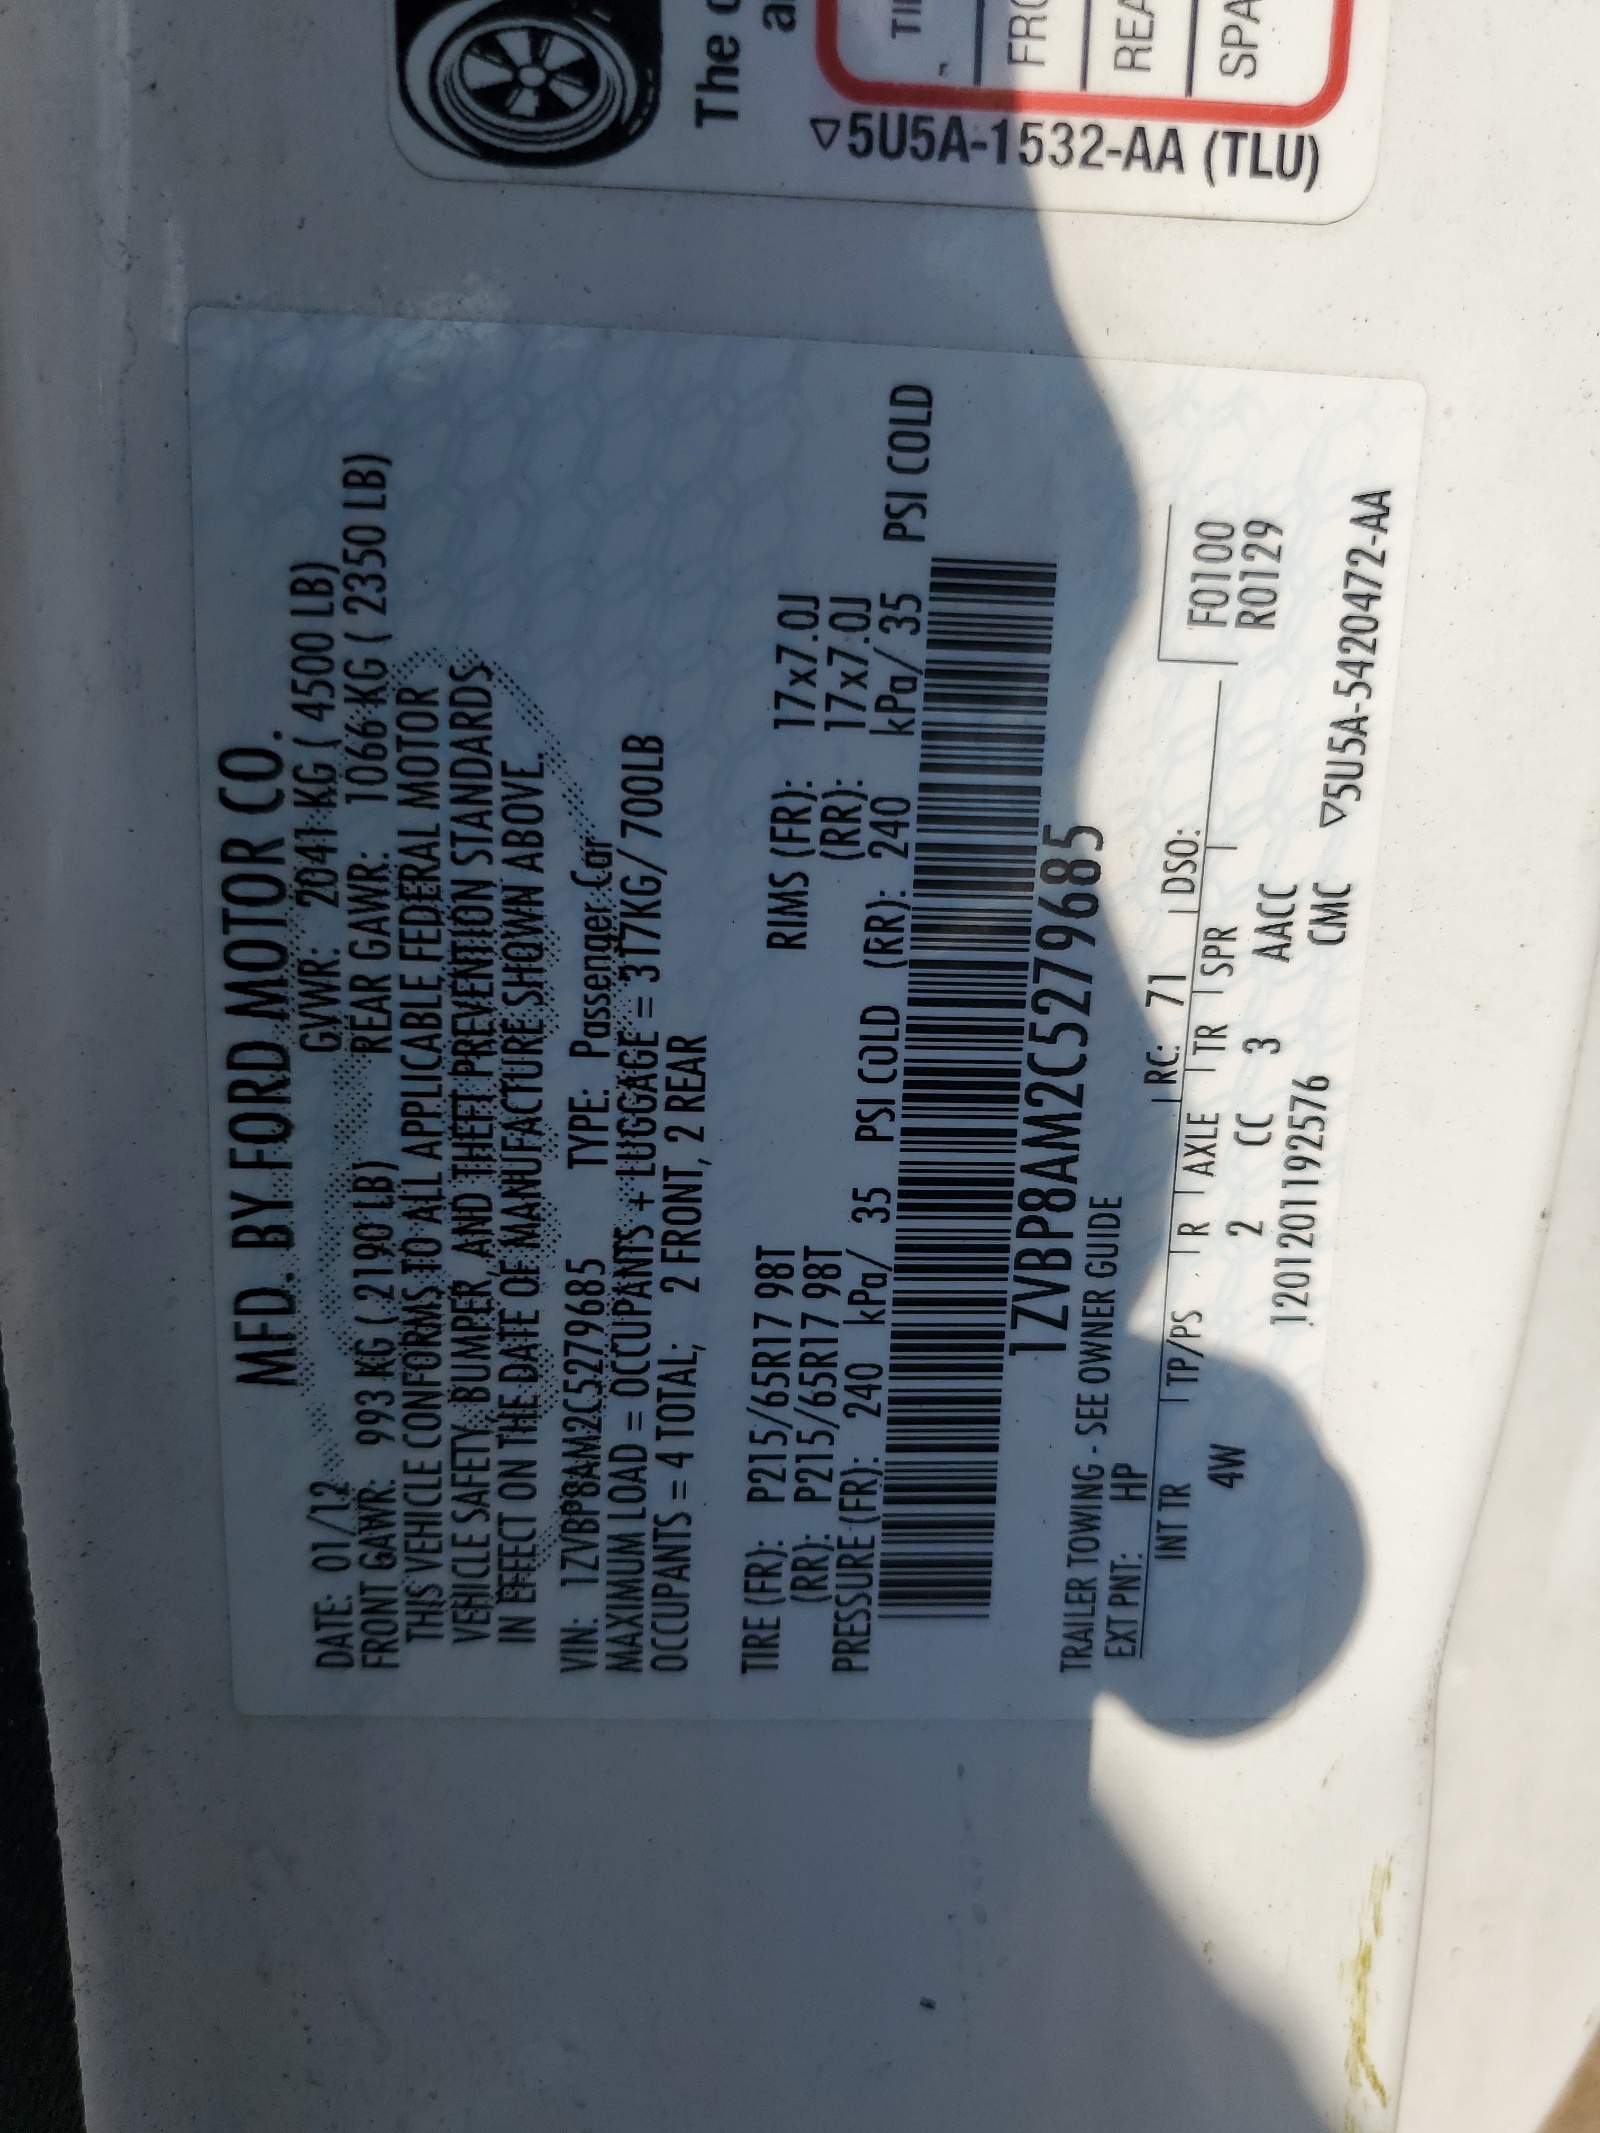 MFD. BY FORD MOTOR CO.
DATE: 01/12 GVWR: 2041 KG ( 4500 LB)
FRONT GAWR: 993 KG ( 2190 LB) REAR GAWR: 1066 KG ( 2350 LB)
THIS VEHICLE CONFORMS TO ALL APPLICABLE FEDERAL MOTOR
VEHICLE SAFETY, BUMPER, AND THEFT PREVENTION STANDARDS
IN EFFECT ON THE DATE OF MANUFACTURE SHOWN ABOVE.
VIN: 1ZVBP8AM2C5279685 TYPE: Passenger Car
MAXIMUM LOAD = OCCUPANTS + LUGGAGE = 317KG/ 700LB
OCCUPANTS = 4 TOTAL; 2 FRONT, 2 REAR
TIRE (FR): P215/65R17 98T RIMS (FR): 17x7.0J
(RR): P215/65R17 98T (RR): 17x7.0J
PRESSURE (FR): 240 kPa/ 35 PSI COLD (RR): 240 kPa/ 35 PSI COLD
1ZVBP8AM2C5279685
TRAILER TOWING - SEE OWNER GUIDE
EXT PNT: HP RC: 71 DSO:
INT TR TP/PS R AXLE TR SPR
4W 2 CC 3 AACC
F0100
R0129
12012011192576 CMC ▽5U5A-5420472-AA
The
TI
FRO
REA
SPA
▽5U5A-1532-AA (TLU)